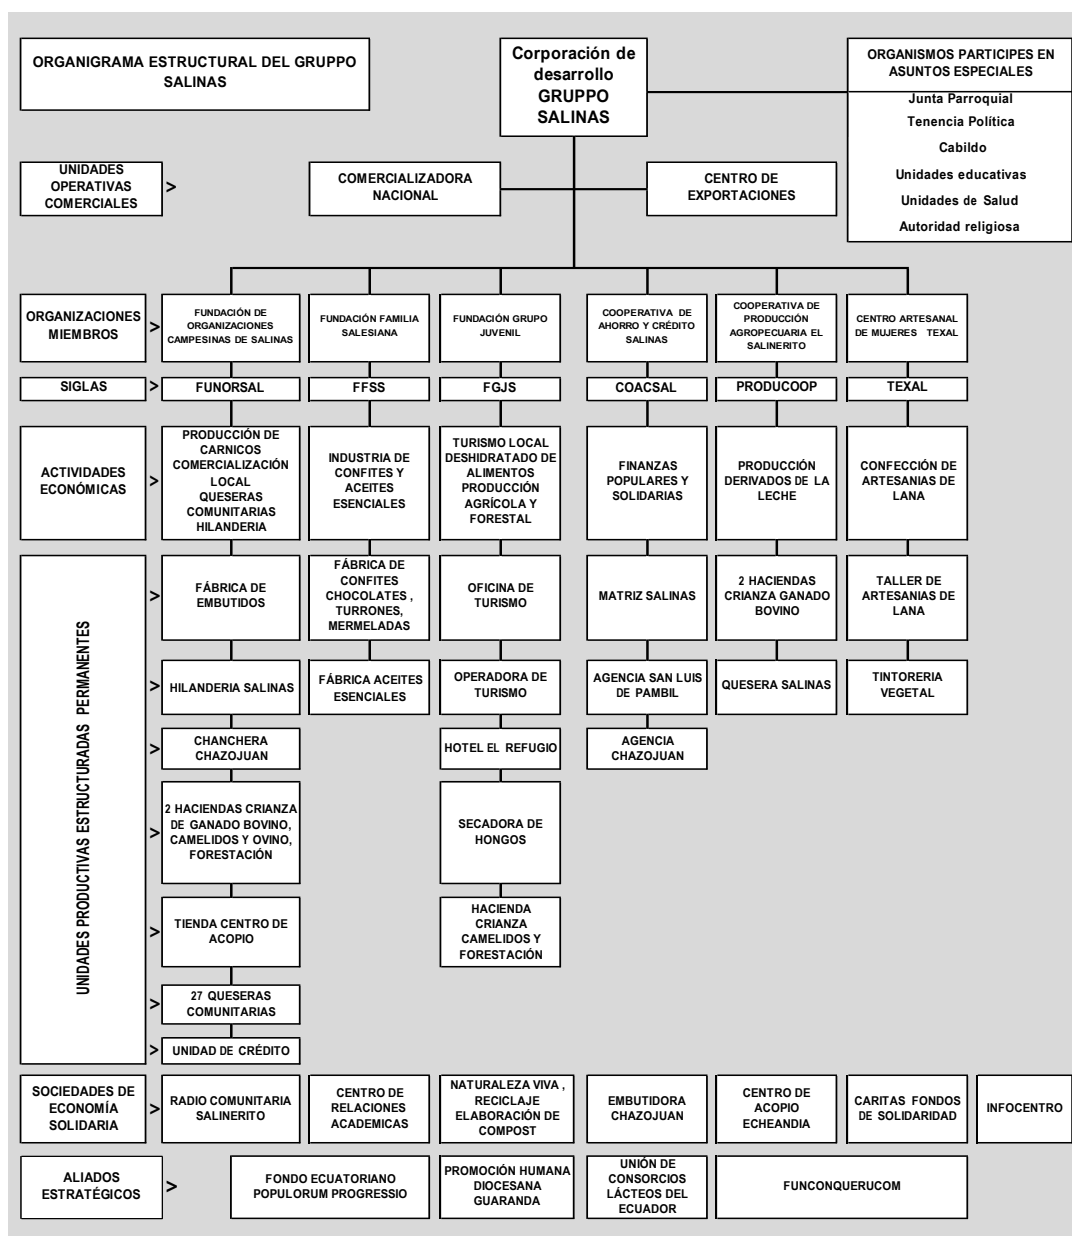 ORGANIGRAMA ESTRUCTURAL DEL GRUPPO
SALINAS
Corporación de
desarrollo
GRUPPO
SALINAS
ORGANISMOS PARTICIPES EN
ASUNTOS ESPECIALES
Junta Parroquial
Tenencia Política
Cabildo
Unidades educativas
Unidades de Salud
Autoridad religiosa
UNIDADES
OPERATIVAS
COMERCIALES
>
COMERCIALIZADORA
NACIONAL
CENTRO DE
EXPORTACIONES
ORGANIZACIONES
MIEMBROS
>
FUNDACIÓN DE
ORGANIZACIONES
CAMPESINAS DE SALINAS
FUNDACIÓN FAMILIA
SALESIANA
FUNDACIÓN GRUPO
JUVENIL
COOPERATIVA DE
AHORRO Y CRÉDITO
SALINAS
COOPERATIVA DE
PRODUCCIÓN
AGROPECUARIA EL
SALINERITO
CENTRO ARTESANAL
DE MUJERES TEXAL
SIGLAS
>
FUNORSAL
FFSS
FGJS
COACSAL
PRODUCOOP
TEXAL
ACTIVIDADES
ECONÓMICAS
>
PRODUCCIÓN DE
CARNICOS
COMERCIALIZACIÓN
LOCAL
QUESERAS
COMUNITARIAS
HILANDERIA
INDUSTRIA DE
CONFITES Y
ACEITES
ESENCIALES
TURISMO LOCAL
DESHIDRATADO DE
ALIMENTOS
PRODUCCIÓN
AGRÍCOLA Y
FORESTAL
FINANZAS
POPULARES Y
SOLIDARIAS
PRODUCCIÓN
DERIVADOS DE LA
LECHE
CONFECCIÓN DE
ARTESANIAS DE
LANA
UNIDADES PRODUCTIVAS ESTRUCTURADAS PERMANENTES
>
FÁBRICA DE
EMBUTIDOS
FÁBRICA DE
CONFITES
CHOCOLATES ,
TURRONES,
MERMELADAS
OFICINA DE
TURISMO
MATRIZ SALINAS
2 HACIENDAS
CRIANZA GANADO
BOVINO
TALLER DE
ARTESANIAS DE
LANA
>
HILANDERIA SALINAS
FÁBRICA ACEITES
ESENCIALES
OPERADORA DE
TURISMO
AGENCIA SAN LUIS
DE PAMBIL
QUESERA SALINAS
TINTORERIA
VEGETAL
>
CHANCHERA
CHAZOJUAN
HOTEL EL REFUGIO
AGENCIA
CHAZOJUAN
>
2 HACIENDAS CRIANZA
DE GANADO BOVINO,
CAMELIDOS Y OVINO,
FORESTACIÓN
SECADORA DE
HONGOS
>
TIENDA CENTRO DE
ACOPIO
HACIENDA
CRIANZA
CAMELIDOS Y
FORESTACIÓN
>
27 QUESERAS
COMUNITARIAS
>
UNIDAD DE CRÉDITO
SOCIEDADES DE
ECONOMÍA
SOLIDARIA
>
RADIO COMUNITARIA
SALINERITO
CENTRO DE
RELACIONES
ACADEMICAS
NATURALEZA VIVA ,
RECICLAJE
ELABORACIÓN DE
COMPOST
EMBUTIDORA
CHAZOJUAN
CENTRO DE
ACOPIO
ECHEANDIA
CARITAS FONDOS
DE SOLIDARIDAD
INFOCENTRO
ALIADOS
ESTRATÉGICOS
>
FONDO ECUATORIANO
POPULORUM PROGRESSIO
PROMOCIÓN HUMANA
DIOCESANA
GUARANDA
UNIÓN DE
CONSORCIOS
LÁCTEOS DEL
ECUADOR
FUNCONQUERUCOM